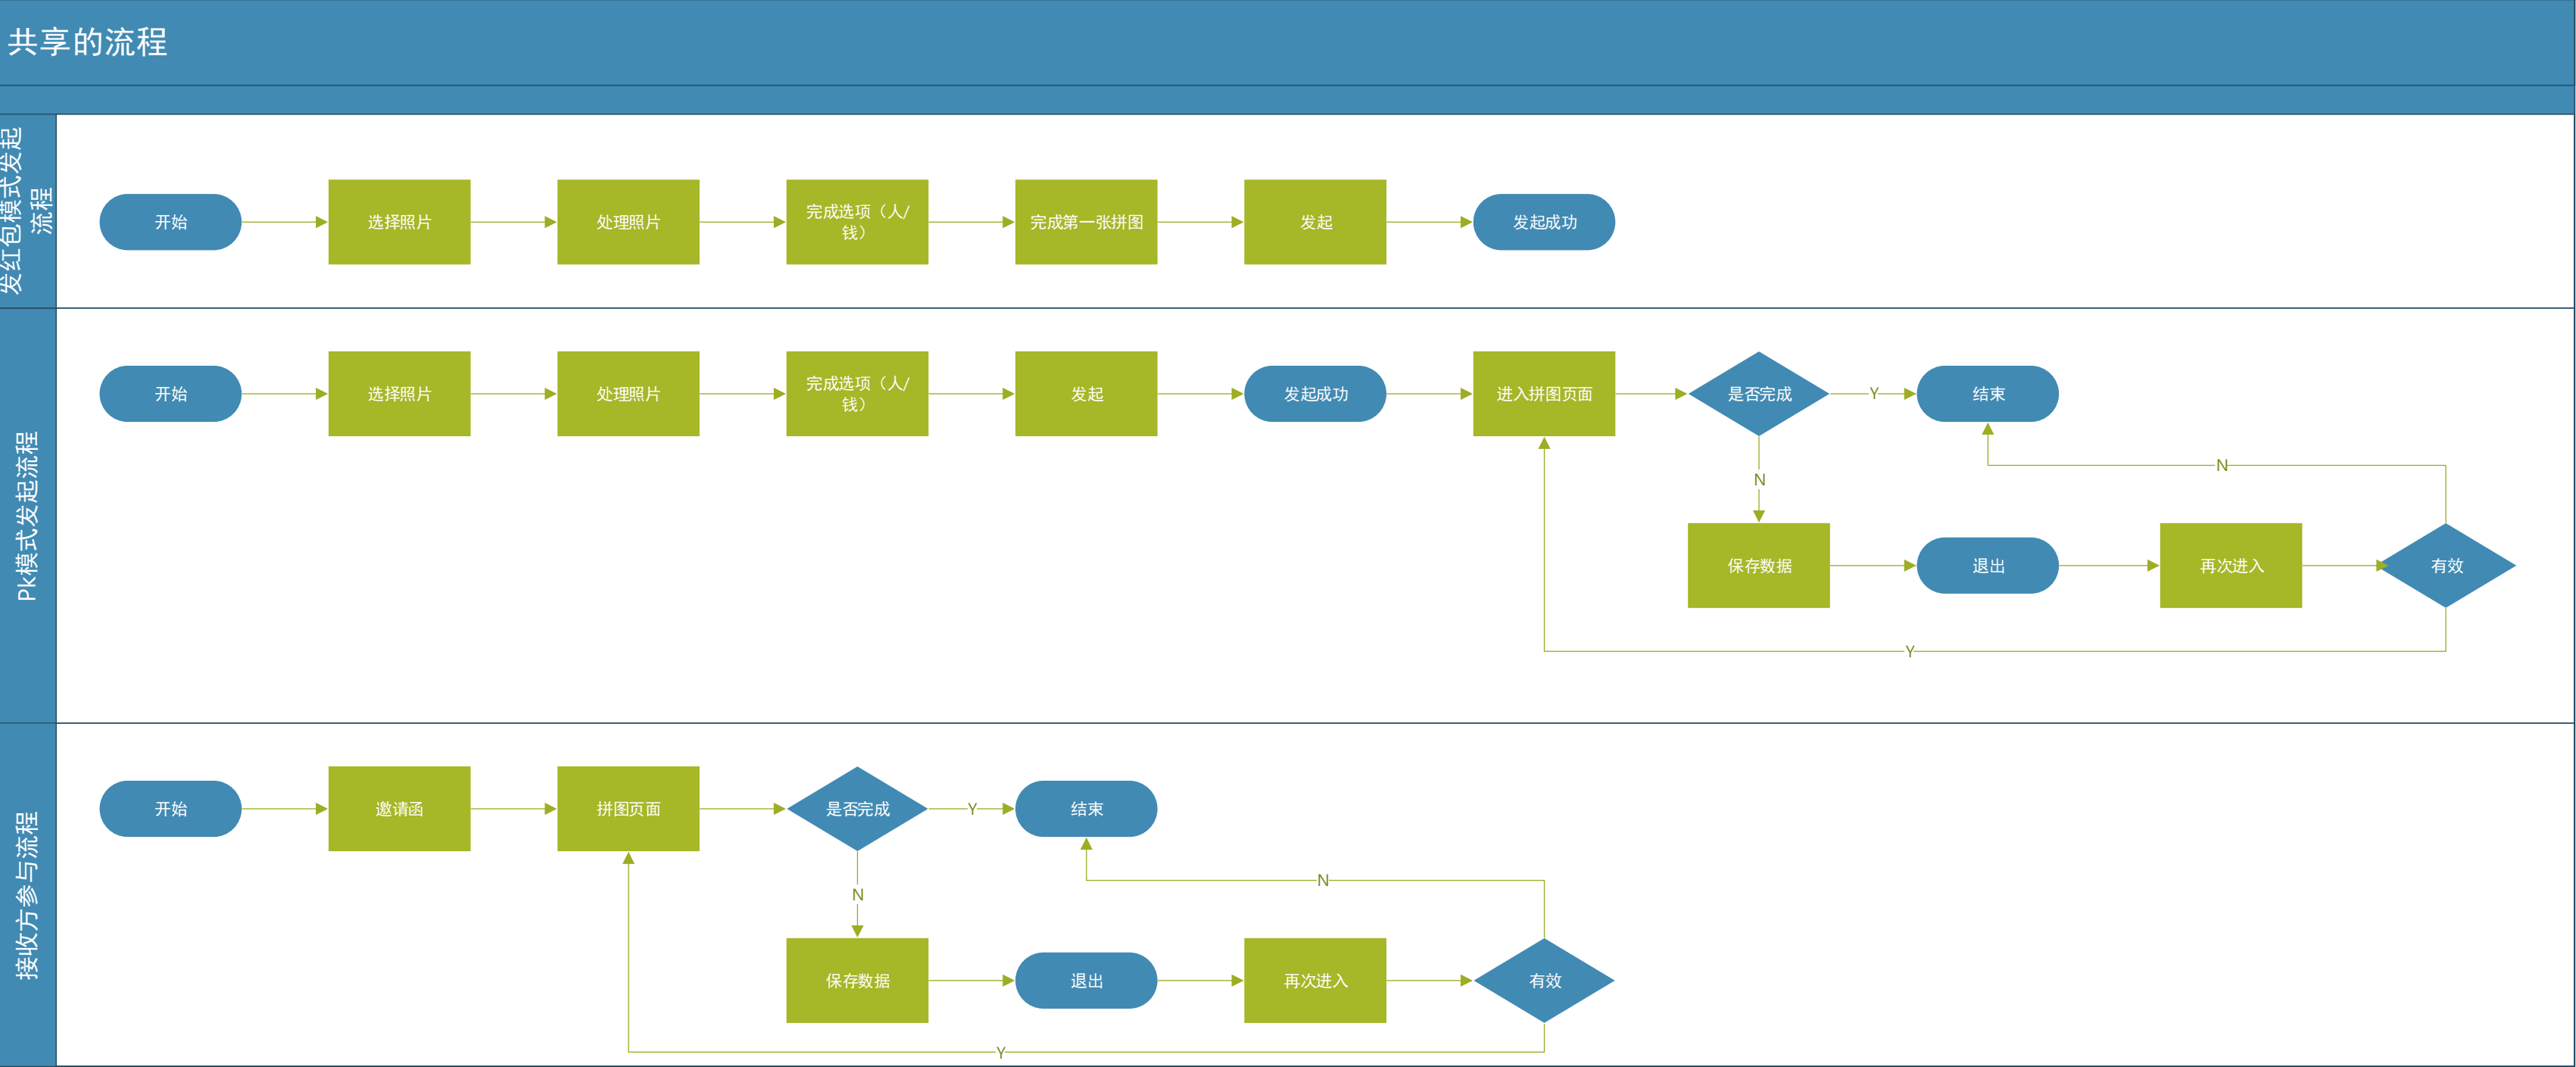 共享的流程
发红包模式发起
流程
开始
选择照片
处理照片
完成选项（人/
钱）
完成第一张拼图
发起
发起成功
Pk模式发起流程
开始
选择照片
处理照片
完成选项（人/
钱）
发起
发起成功
进入拼图页面
是否完成
Y
结束
N
N
保存数据
退出
再次进入
有效
Y
接收方参与流程
开始
邀请函
拼图页面
是否完成
Y
结束
N
N
保存数据
退出
再次进入
有效
Y